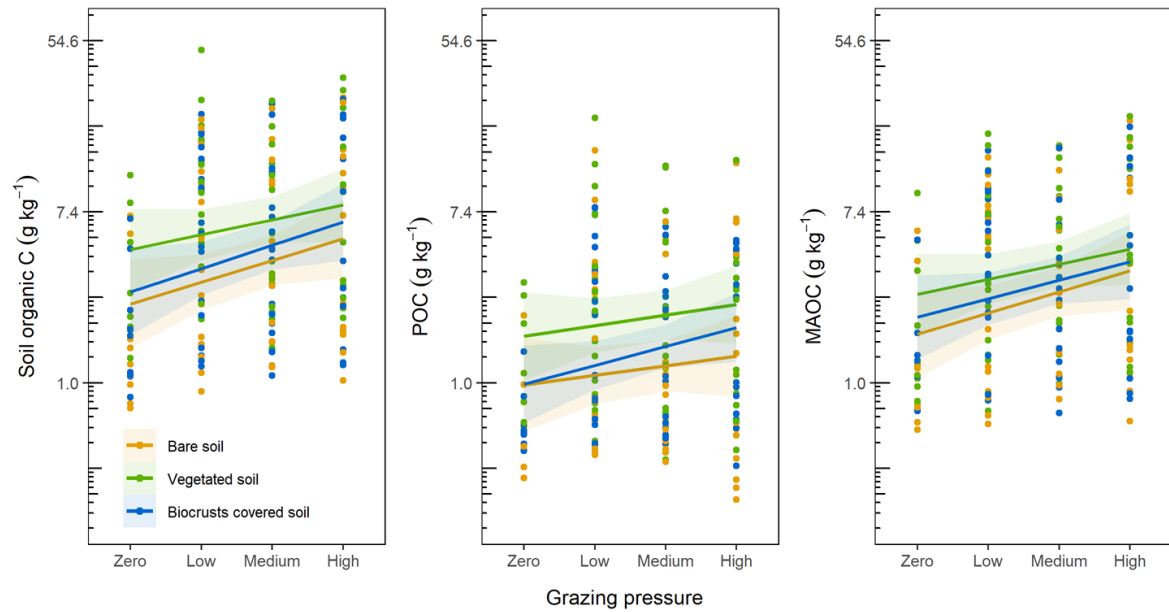 Soil organic C (g kg⁻¹)
54.6
7.4
1.0
Bare soil
Vegetated soil
Biocrusts covered soil
Zero Low Medium High
POC (g kg⁻¹)
54.6
7.4
1.0
Zero Low Medium High
MAOC (g kg⁻¹)
54.6
7.4
1.0
Zero Low Medium High
Grazing pressure